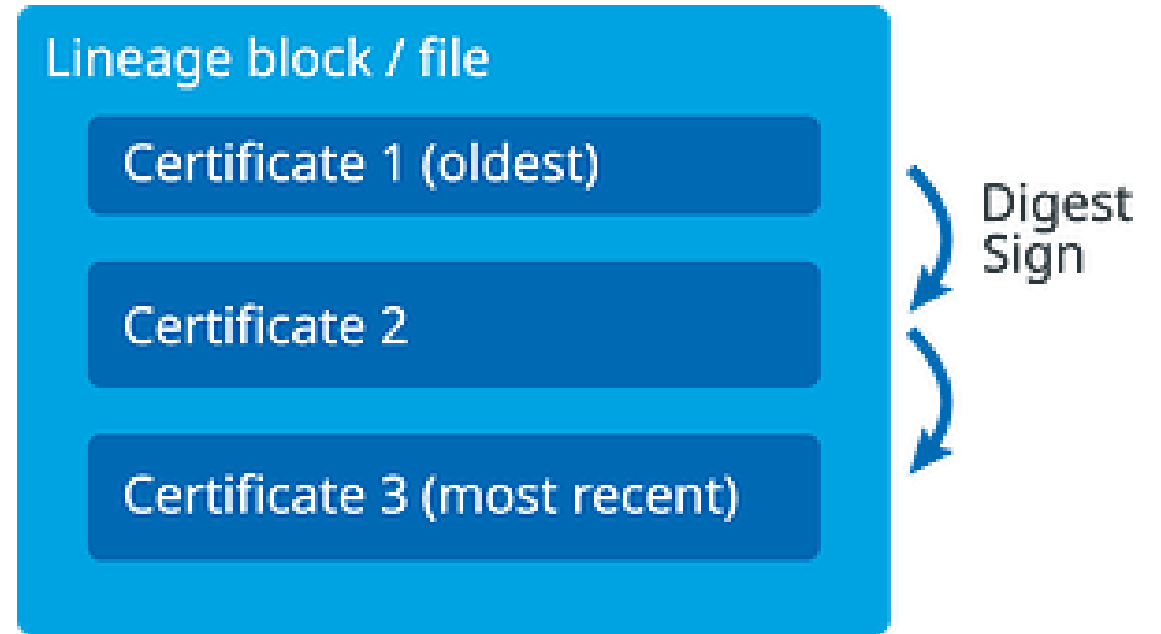 Lineage block / file
Certificate 1 (oldest)
Digest
Sign
Certificate 2
Certificate 3 (most recent)